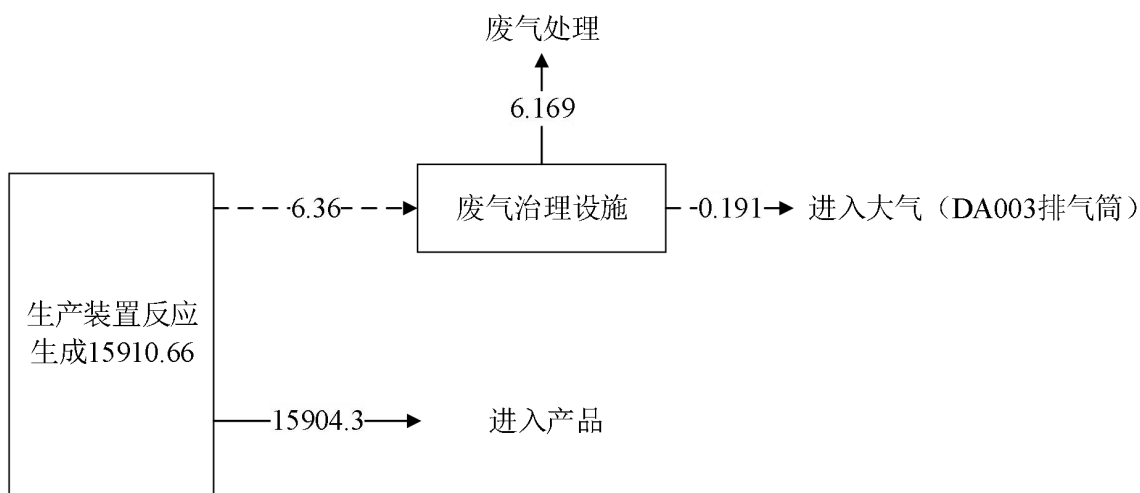 废气处理
6.169
6.36
废气治理设施
0.191
进入大气（DA003排气筒）
生产装置反应
生成15910.66
15904.3
进入产品